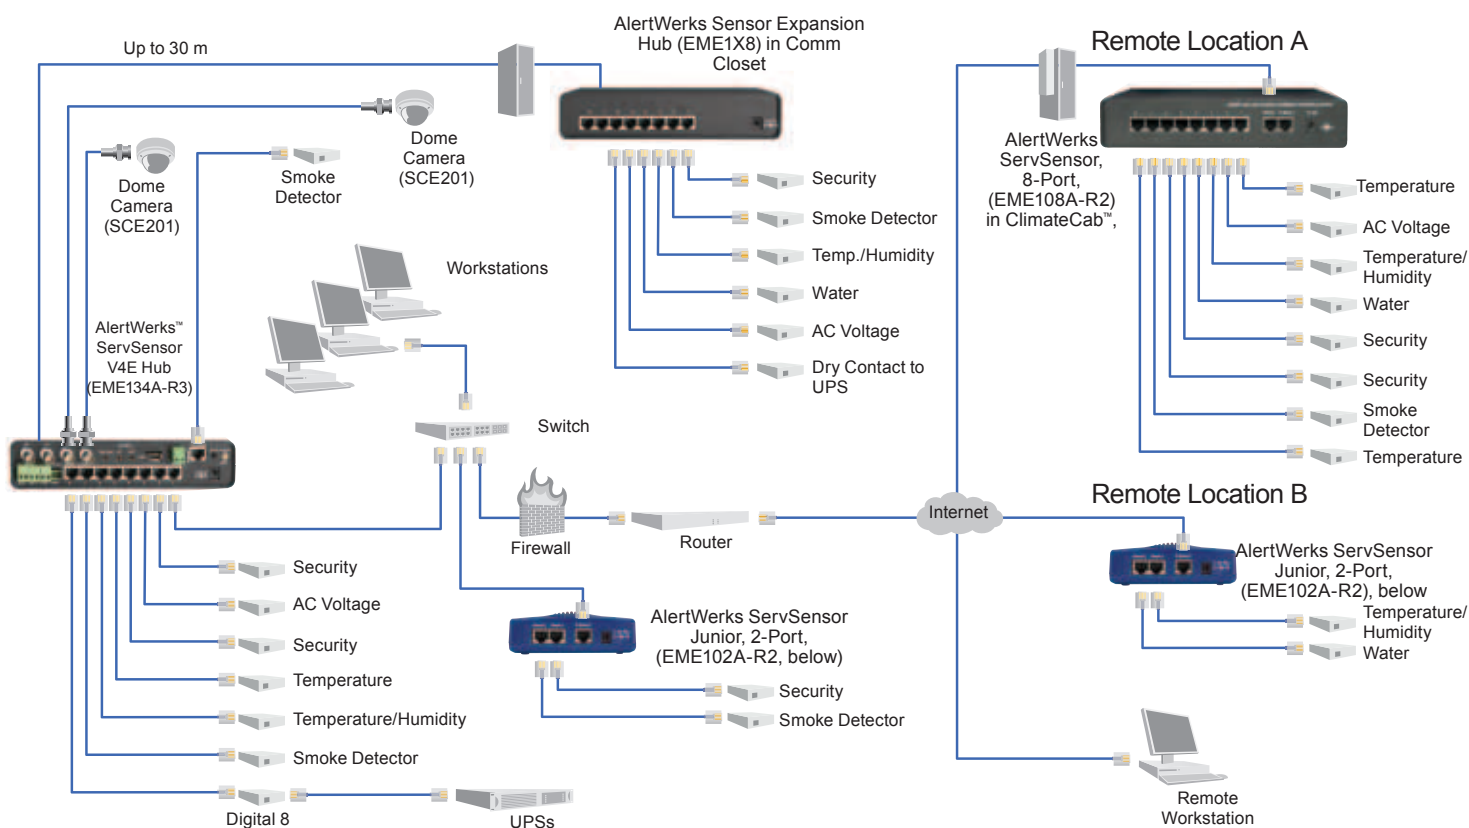 Up to 30 m
AlertWerks Sensor Expansion
Hub (EME1X8) in Comm
Closet
Remote Location A
Dome
Camera
(SCE201)
Smoke
Detector
Dome
Camera
(SCE201)
AlertWerks
ServSensor,
8-Port,
(EME108A-R2)
in ClimateCab™,
Security
Smoke Detector
Temp./Humidity
Water
AC Voltage
Dry Contact to
UPS
Temperature
AC Voltage
Temperature/
Humidity
Water
Security
Security
Smoke
Detector
Temperature
Workstations
AlertWerks™
ServSensor
V4E Hub
(EME134A-R3)
Switch
Firewall
Router
Internet
Remote Location B
AlertWerks ServSensor
Junior, 2-Port,
(EME102A-R2), below
Temperature/
Humidity
Water
Security
AC Voltage
Security
Temperature
Temperature/Humidity
Smoke Detector
Digital 8
UPSs
AlertWerks ServSensor
Junior, 2-Port,
(EME102A-R2, below)
Security
Smoke Detector
Remote
Workstation